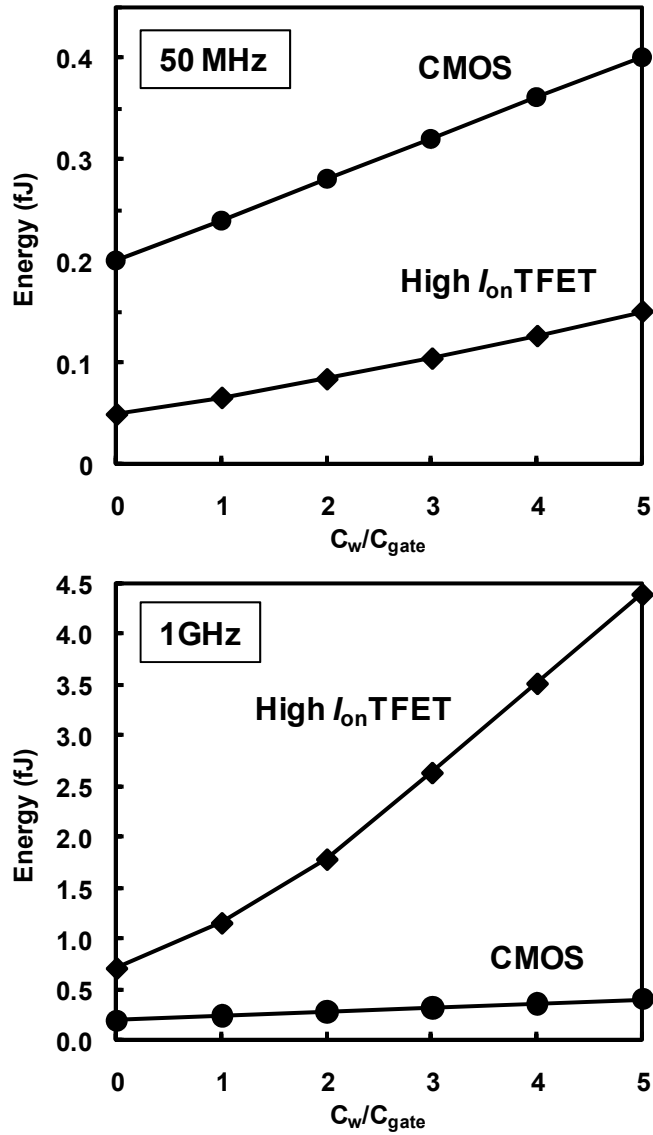 50 MHz
CMOS
High IonTFET
Energy (fJ)
0.4
0.3
0.2
0.1
0
0 1 2 3 4 5
Cw/Cgate
1GHz
High IonTFET
CMOS
Energy (fJ)
4.5
4.0
3.5
3.0
2.5
2.0
1.5
1.0
0.5
0.0
0 1 2 3 4 5
Cw/Cgate